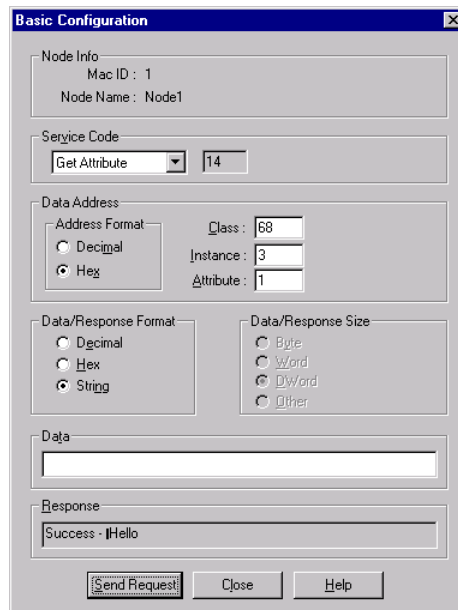 Basic Configuration
Node Info
Mac ID : 1
Node Name : Node1
Service Code
Get Attribute 14
Data Address
Address Format
Decimal
Hex
Class : 68
Instance : 3
Attribute : 1
Data/Response Format
Decimal
Hex
String
Data/Response Size
Byte
Word
DWord
Other
Data
Response
Success - ‖Hello
Send Request Close Help